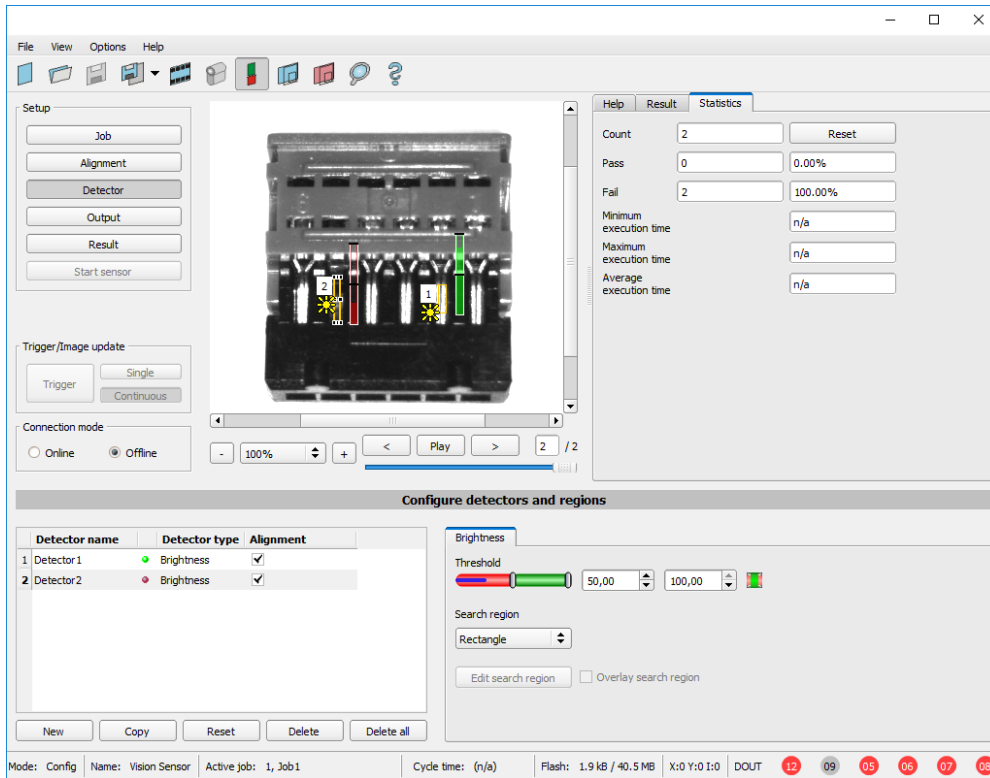 File View Options Help
Setup
Job
Alignment
Detector
Output
Result
Start sensor
Trigger/Image update
Trigger
Single
Continuous
Connection mode
Online Offline
2
1
- 100% + < Play > 2 / 2
Help Result Statistics
Count 2 Reset
Pass 0 0.00%
Fail 2 100.00%
Minimum
execution time n/a
Maximum
execution time n/a
Average
execution time n/a
Configure detectors and regions
Detector name Detector type Alignment
1 Detector1 Brightness
2 Detector2 Brightness
New Copy Reset Delete Delete all
Brightness
Threshold
50,00 100,00
Search region
Rectangle
Edit search region Overlay search region
Mode: Config Name: Vision Sensor Active job: 1, Job1 Cycle time: (n/a) Flash: 1.9 kB / 40.5 MB X:0 Y:0 I:0 DOUT 12 09 05 06 07 08